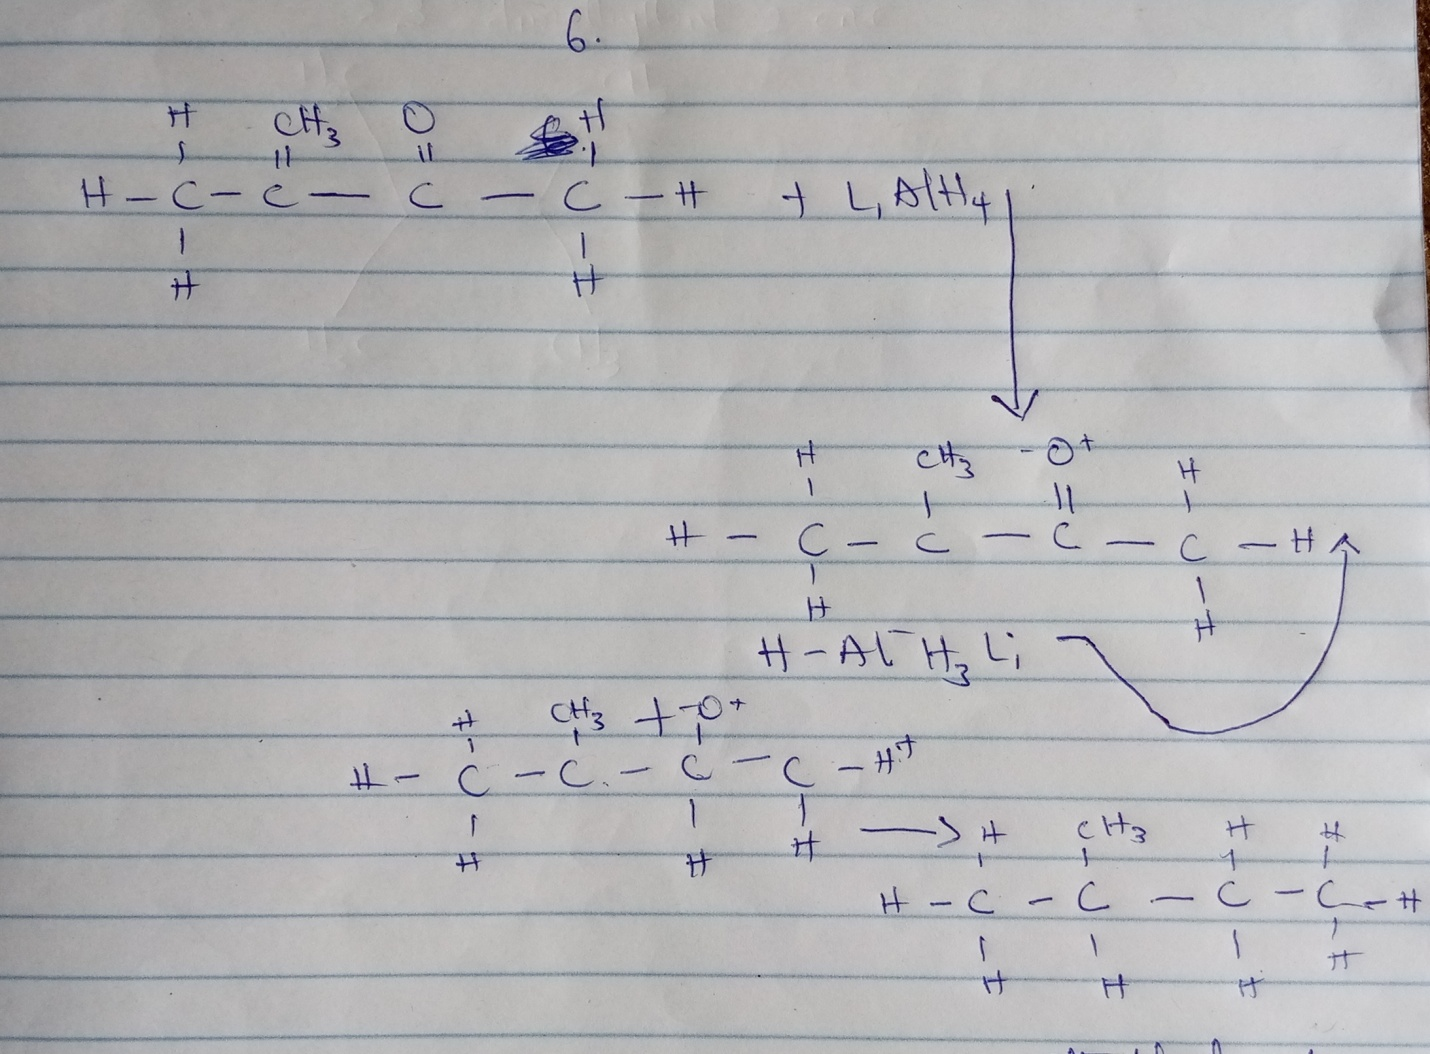 6.
H CH3 O H
H - C - C - C - C - H + LiAlH4
H H
H CH3 -O+ H
H - C - C - C - C - H
H H
H - Al- H3 Li
H CH3 + -O+
H - C - C - C - C - H+
H H H
H CH3 H H
H - C - C - C - C - H
H H H H